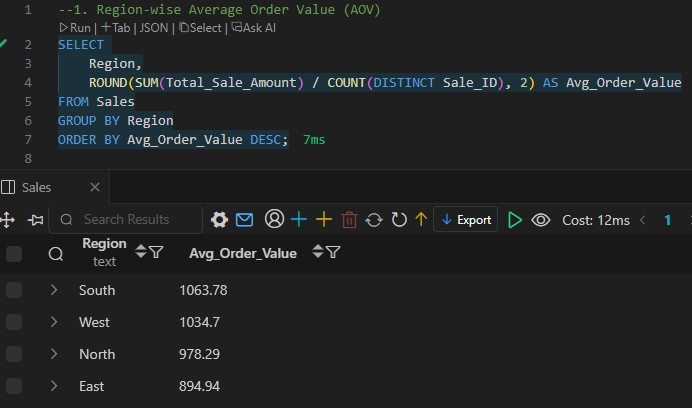 1 --1. Region-wise Average Order Value (AOV)
Run | Tab | JSON | Select | Ask AI
2 SELECT
3 Region,
4 ROUND(SUM(Total_Sale_Amount) / COUNT(DISTINCT Sale_ID), 2) AS Avg_Order_Value
5 FROM Sales
6 GROUP BY Region
7 ORDER BY Avg_Order_Value DESC; 7ms
8
Sales
Search Results Export Cost: 12ms 1
Region Avg_Order_Value
text
South 1063.78
West 1034.7
North 978.29
East 894.94